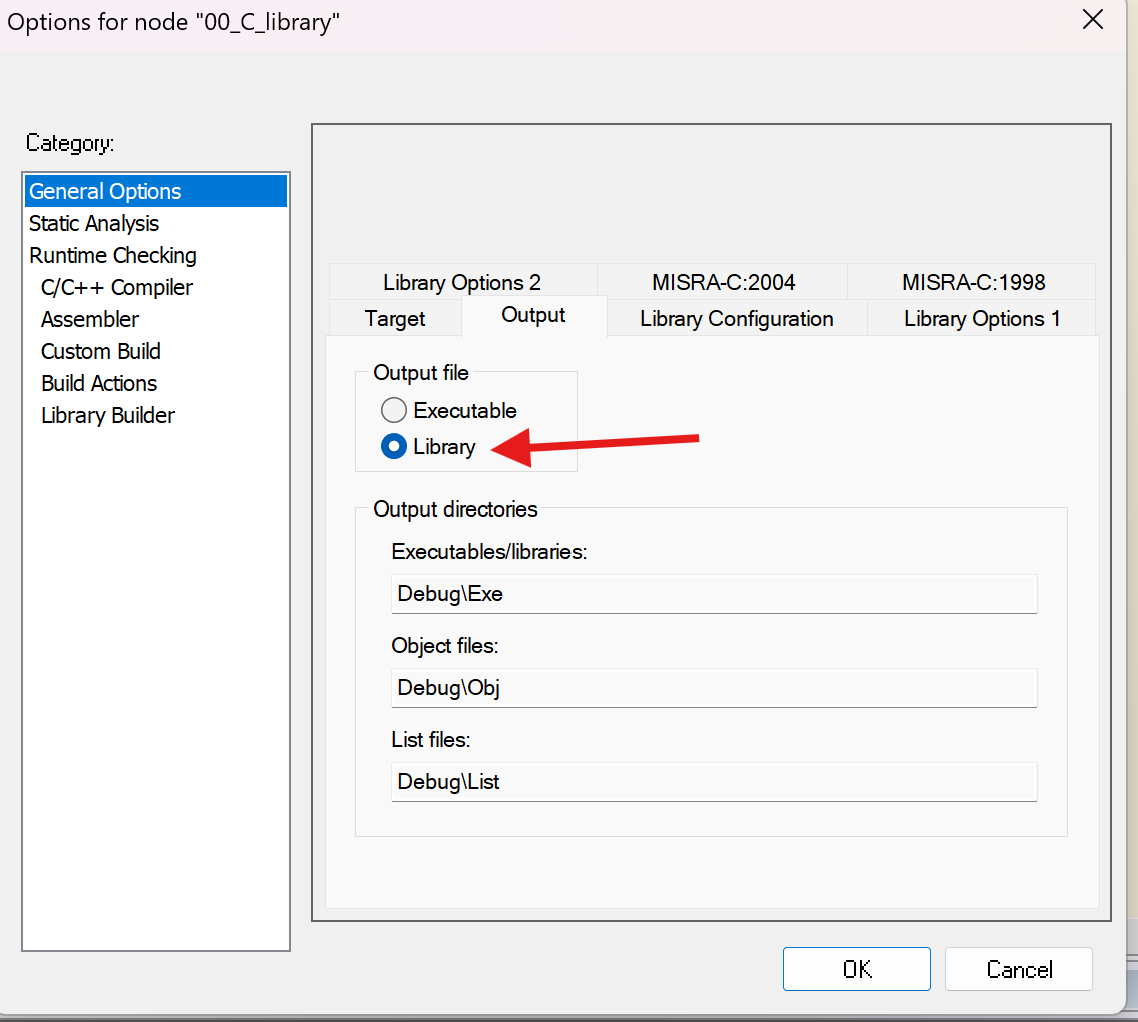 Options for node "00_C_library"
Category:
General Options
Static Analysis
Runtime Checking
C/C++ Compiler
Assembler
Custom Build
Build Actions
Library Builder
Library Options 2
MISRA-C:2004
MISRA-C:1998
Target
Output
Library Configuration
Library Options 1
Output file
Executable
Library
Output directories
Executables/libraries:
Debug\Exe
Object files:
Debug\Obj
List files:
Debug\List
OK
Cancel